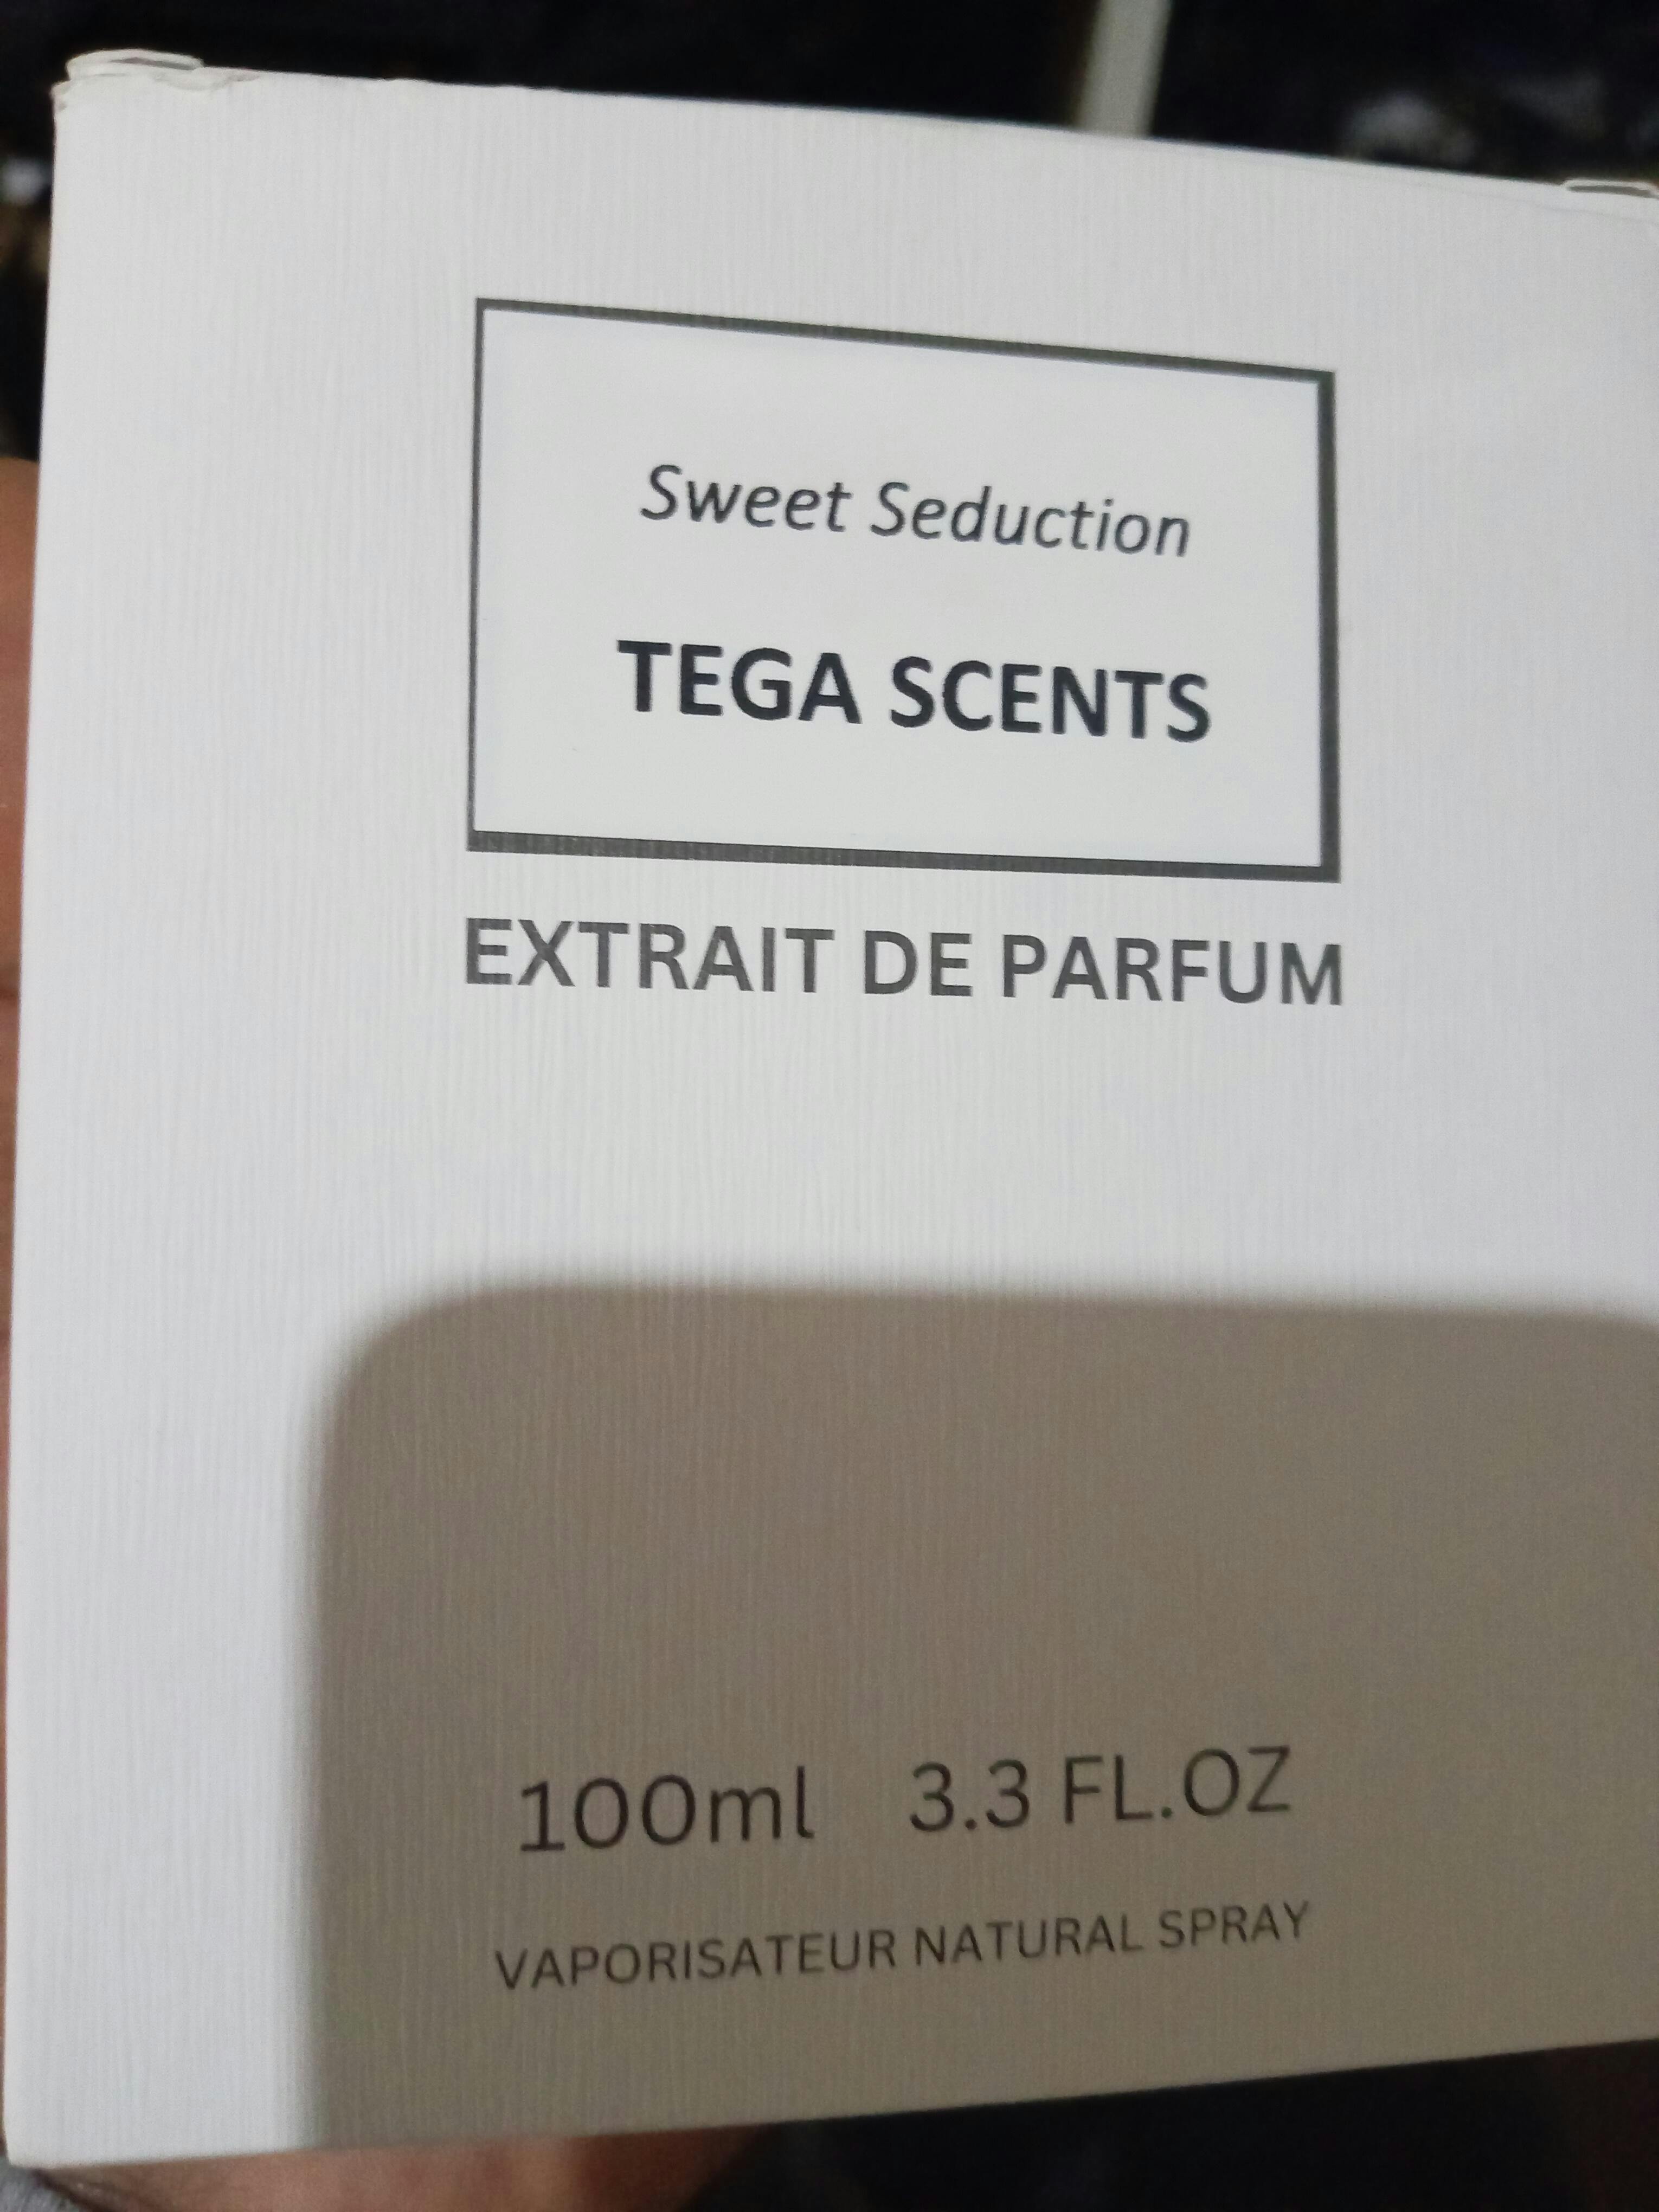 Sweet Seduction
TEGA SCENTS
EXTRAIT DE PARFUM
100ml 3.3 FL.OZ
VAPORISATEUR NATURAL SPRAY